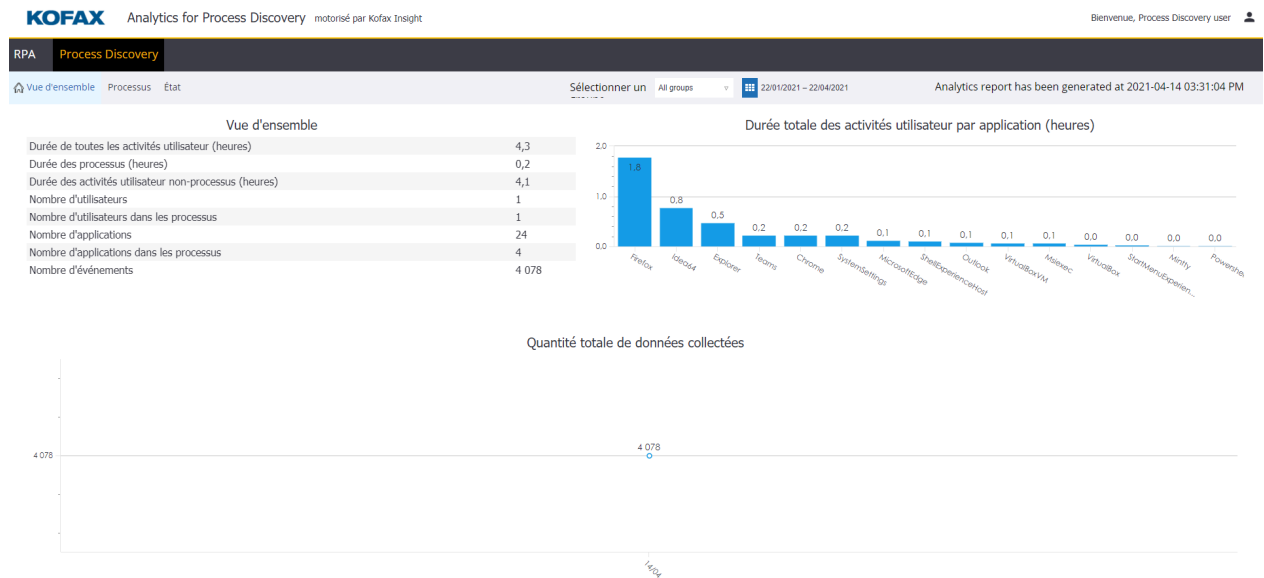 KOFAX Analytics for Process Discovery motorisé par Kofax Insight
Bienvenue, Process Discovery user
RPA Process Discovery
Vue d'ensemble Processus État
Sélectionner un
All groups
22/01/2021 – 22/04/2021
Analytics report has been generated at 2021-04-14 03:31:04 PM
Vue d'ensemble
Durée de toutes les activités utilisateur (heures) 4,3
Durée des processus (heures) 0,2
Durée des activités utilisateur non-processus (heures) 4,1
Nombre d'utilisateurs 1
Nombre d'utilisateurs dans les processus 1
Nombre d'applications 24
Nombre d'applications dans les processus 4
Nombre d'événements 4 078
Durée totale des activités utilisateur par application (heures)
2.0
1.0
0.0
1,8 0,8 0,5 0,2 0,2 0,2 0,1 0,1 0,1 0,1 0,1 0.0 0.0 0.0 0.0
Firefox Idea64 Explorer Teams Chrome SystemSettings MicrosoftEdge ShellExperienceHost Outlook VirtualBoxVM Msiexec VirtualBox StartMenuExperien... Mintty Powershe
Quantité totale de données collectées
4 078
4 078
14/04